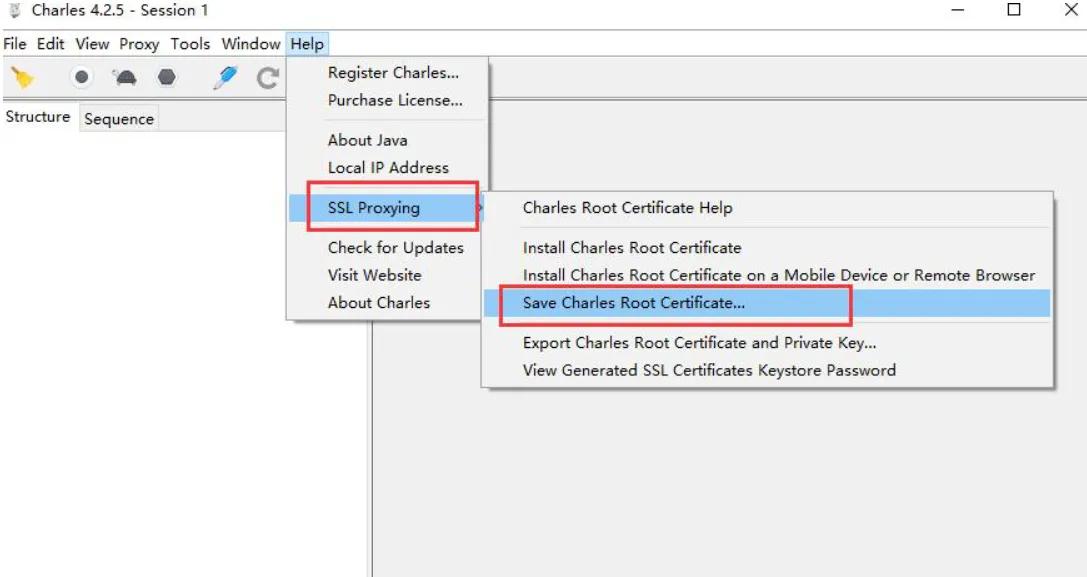 Charles 4.2.5 - Session 1
File Edit View Proxy Tools Window Help
Structure Sequence
Register Charles...
Purchase License...
About Java
Local IP Address
SSL Proxying
Check for Updates
Visit Website
About Charles
Charles Root Certificate Help
Install Charles Root Certificate
Install Charles Root Certificate on a Mobile Device or Remote Browser
Save Charles Root Certificate...
Export Charles Root Certificate and Private Key...
View Generated SSL Certificates Keystore Password